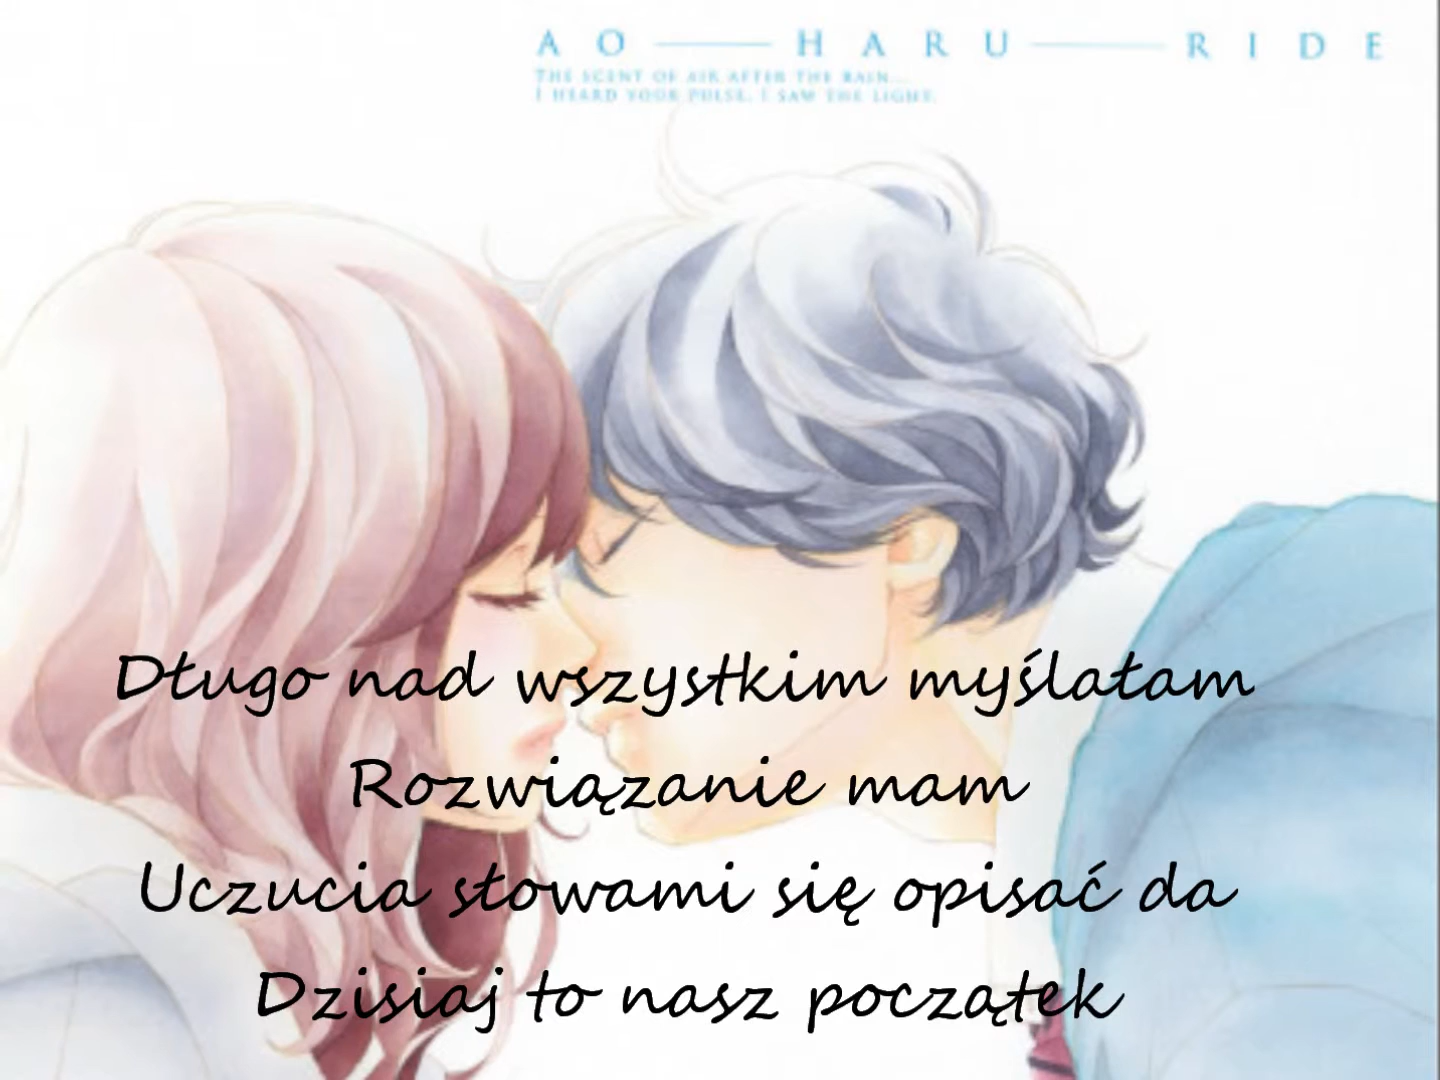 AO HARU RIDE
THE SCENT OF AIR AFTER THE RAIN....
I HEARD YOUR PULSE. I SAW THE LIGHT.
Długo nad wszystkim myślałam
Rozwiązanie mam
Uczucia słowami się opisać da
Dzisiaj to nasz początek